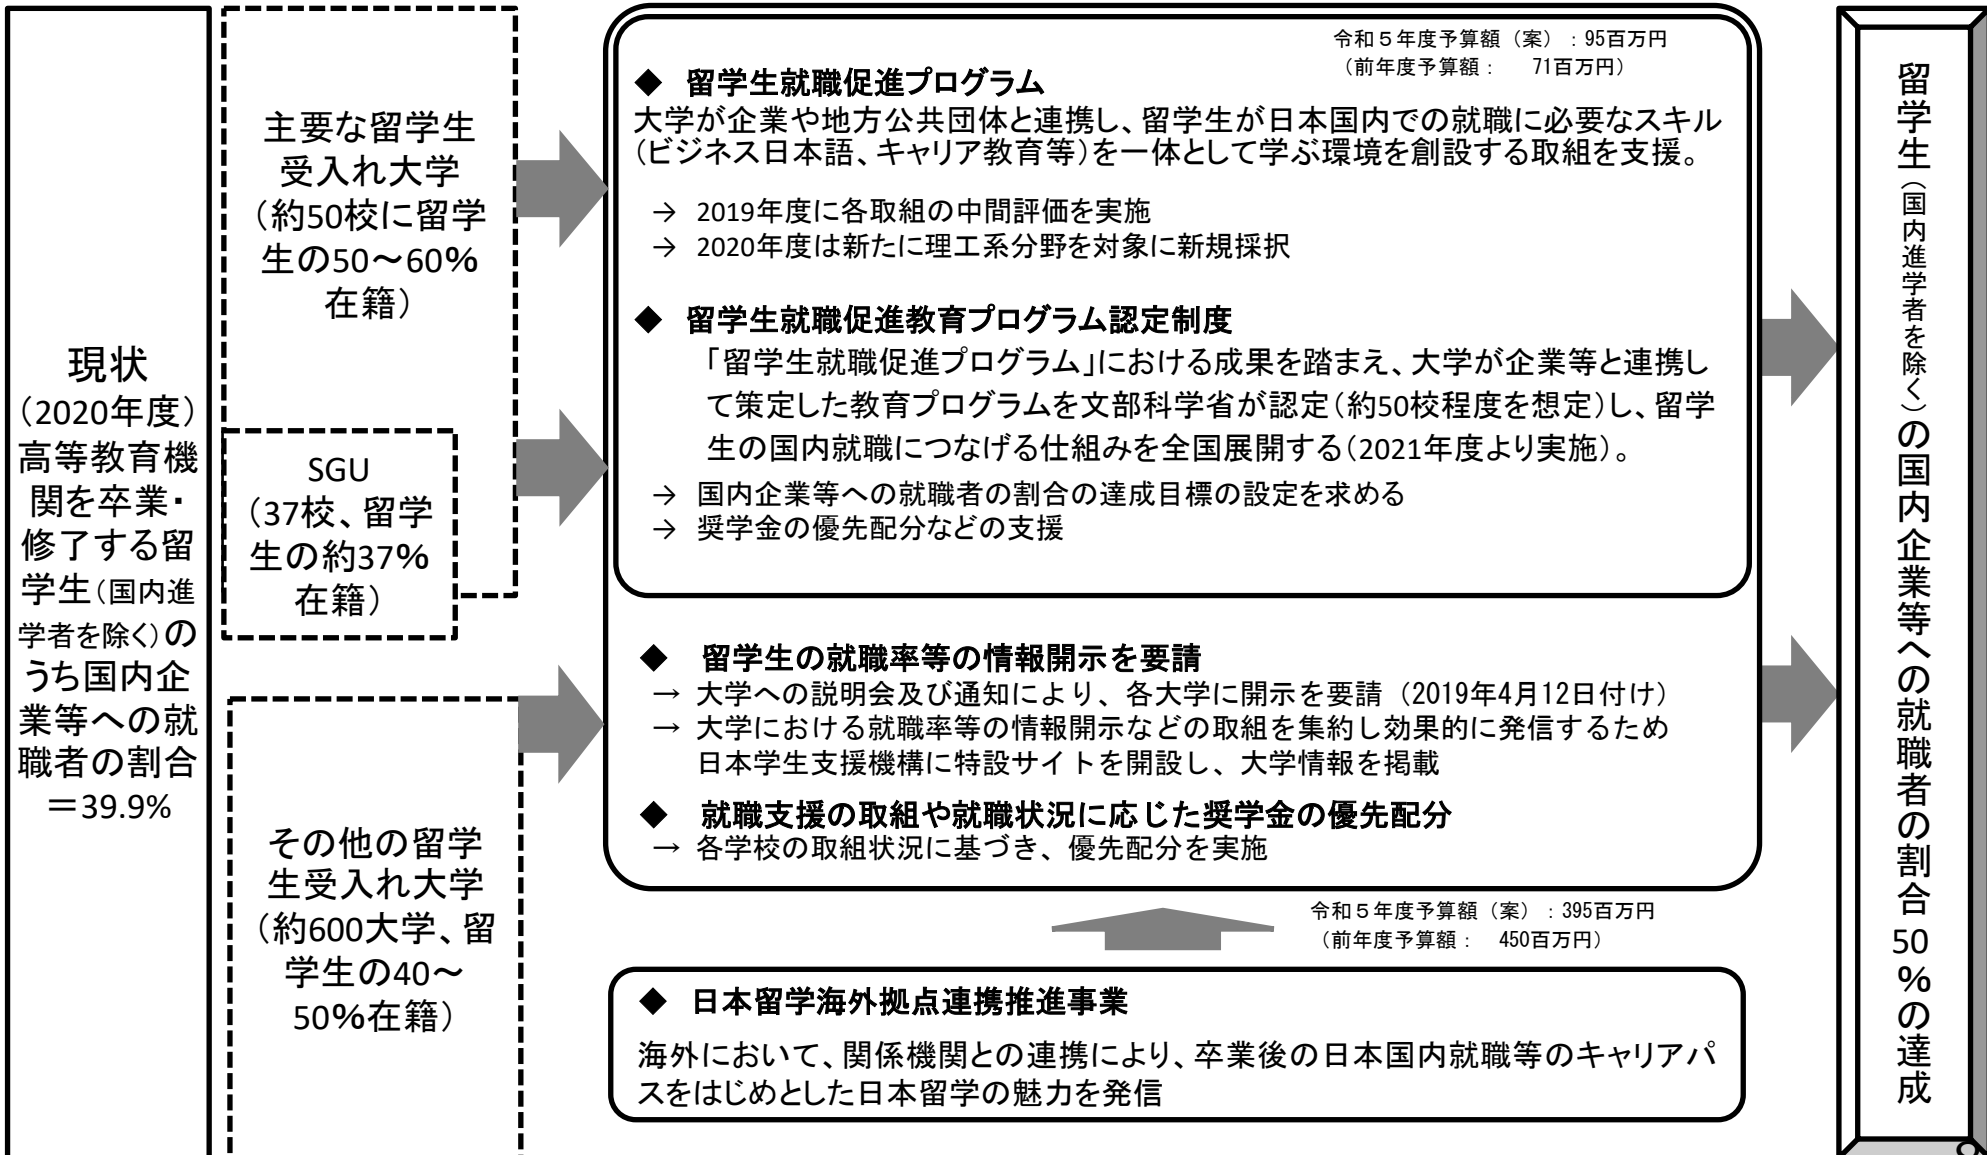 現状
（2020年度）
高等教育機
関を卒業・
修了する留
学生（国内進
学者を除く）の
うち国内企
業等への就
職者の割合
＝39.9%
主要な留学生
受入れ大学
（約50校に留学
生の50～60%
在籍）
SGU
（37校、留学
生の約37%
在籍）
その他の留学
生受入れ大学
（約600大学、留
学生の40～
50%在籍）
令和５年度予算額（案）：95百万円
（前年度予算額：　71百万円）
◆ 留学生就職促進プログラム
大学が企業や地方公共団体と連携し、留学生が日本国内での就職に必要なスキル
（ビジネス日本語、キャリア教育等）を一体として学ぶ環境を創設する取組を支援。
→ 2019年度に各取組の中間評価を実施
→ 2020年度は新たに理工系分野を対象に新規採択
◆ 留学生就職促進教育プログラム認定制度
「留学生就職促進プログラム」における成果を踏まえ、大学が企業等と連携し
て策定した教育プログラムを文部科学省が認定（約50校程度を想定）し、留学
生の国内就職につなげる仕組みを全国展開する（2021年度より実施）。
→ 国内企業等への就職者の割合の達成目標の設定を求める
→ 奨学金の優先配分などの支援
◆ 留学生の就職率等の情報開示を要請
→ 大学への説明会及び通知により、各大学に開示を要請（2019年4月12日付け）
→ 大学における就職率等の情報開示などの取組を集約し効果的に発信するため
日本学生支援機構に特設サイトを開設し、大学情報を掲載
◆ 就職支援の取組や就職状況に応じた奨学金の優先配分
→ 各学校の取組状況に基づき、優先配分を実施
令和５年度予算額（案）：395百万円
（前年度予算額：　450百万円）
◆ 日本留学海外拠点連携推進事業
海外において、関係機関との連携により、卒業後の日本国内就職等のキャリアパ
スをはじめとした日本留学の魅力を発信
留学生（国内進学者を除く）の国内企業等への就職者の割合50%の達成